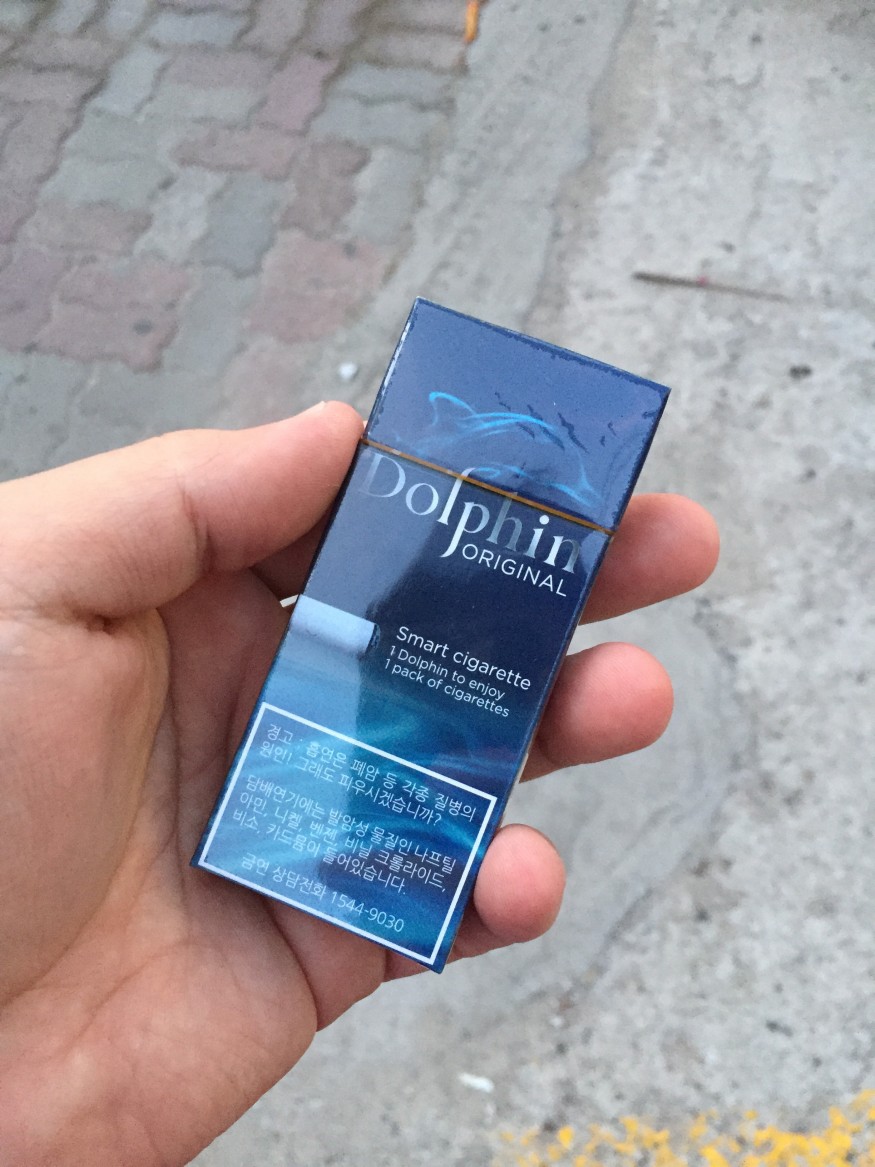 Dolphin
ORIGINAL
Smart cigarette
1 Dolphin to enjoy
1 pack of cigarettes
경고 : 흡연은 폐암 등 각종 질병의
원인! 그래도 피우시겠습니까?
담배연기에는 발암성 물질인 나프틸
아민, 니켈, 벤젠, 비닐 크롤라이드,
비소, 카드뮴이 들어있습니다.
금연 상담전화 1544-9030